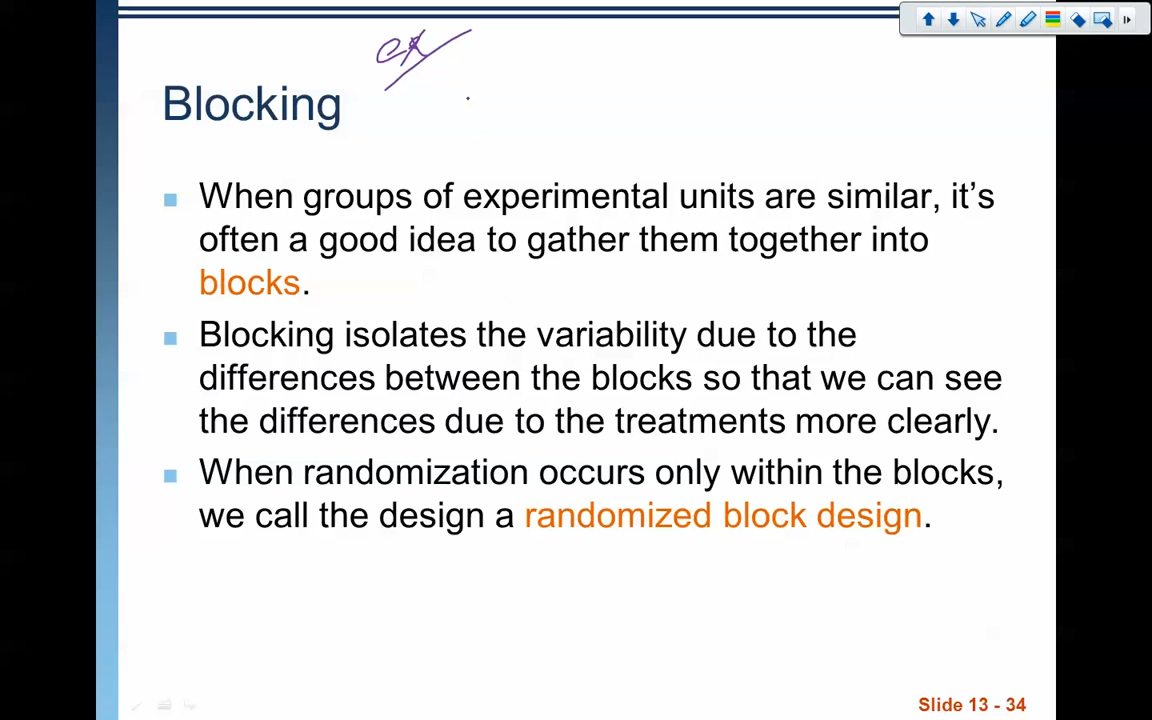 Blocking
When groups of experimental units are similar, it’s
often a good idea to gather them together into
blocks.
Blocking isolates the variability due to the
differences between the blocks so that we can see
the differences due to the treatments more clearly.
When randomization occurs only within the blocks,
we call the design a randomized block design.
Slide 13 - 34